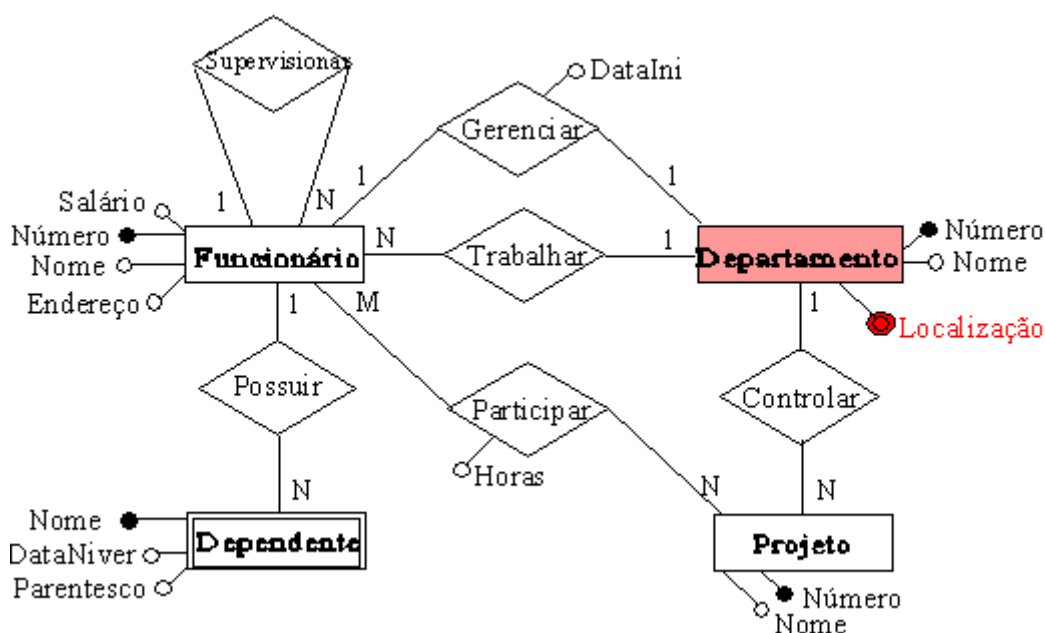 Supervisionar
DataIni
Gerenciar
1
1
1
N
Salário
Número
Nome
Endereço
Funcionário
N
Trabalhar
1
Departamento
Número
Nome
Localização
1
M
1
Possuir
Participar
Controlar
Horas
N
N
N
Nome
DataNiver
Parentesco
Dependente
Projeto
Número
Nome